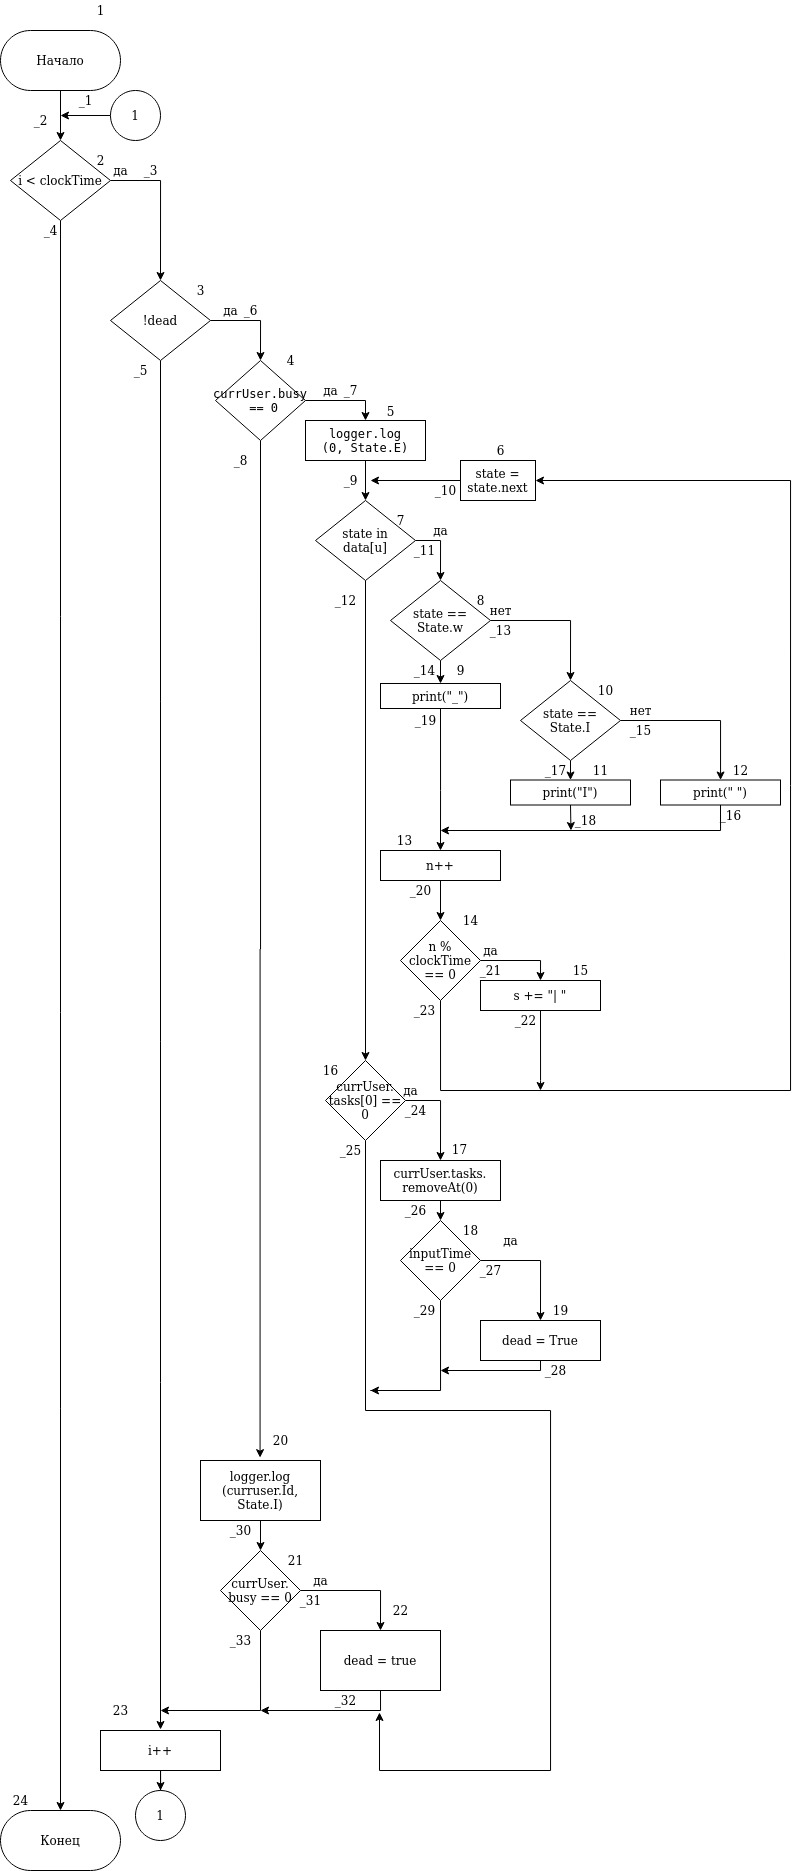 1
Начало
_1
1
_2
2
да
_3
i < clockTime
_4
3
!dead
да _6
_5
4
currUser.busy
== 0
да _7
_8
5
logger.log
(0, State.E)
6
state =
state.next
_9
_10
7
state in
data[u]
да
_11
_12
8
state ==
State.w
нет
_13
_14
9
print("_")
_19
10
state ==
State.I
нет
_15
_17
11
print("I")
12
print(" ")
_18
_16
13
n++
_20
14
n %
clockTime
== 0
да
_21
15
s += "| "
_23
_22
16
currUser.
tasks[0] ==
0
да
_24
_25
17
currUser.tasks.
removeAt(0)
_26
18
inputTime
== 0
да
_27
_29
19
dead = True
_28
20
logger.log
(curruser.Id,
State.I)
_30
21
currUser.
busy == 0
да
_31
_33
22
dead = true
_32
23
i++
1
24
Конец